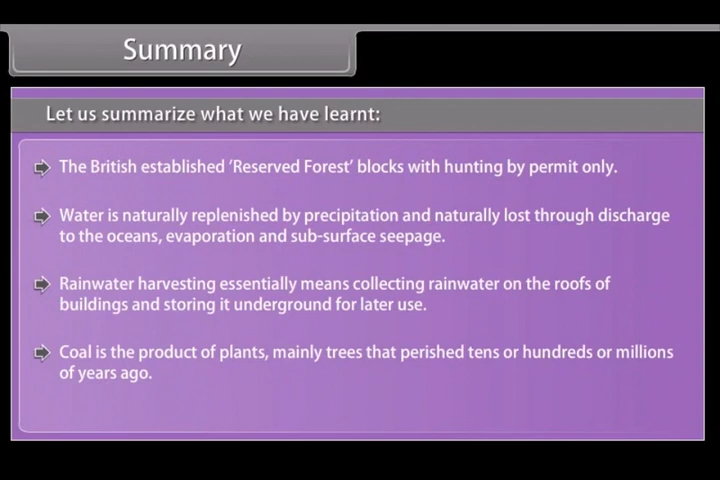 Summary
Let us summarize what we have learnt:
The British established ‘Reserved Forest’ blocks with hunting by permit only.
Water is naturally replenished by precipitation and naturally lost through discharge
to the oceans, evaporation and sub-surface seepage.
Rainwater harvesting essentially means collecting rainwater on the roofs of
buildings and storing it underground for later use.
Coal is the product of plants, mainly trees that perished tens or hundreds or millions
of years ago.